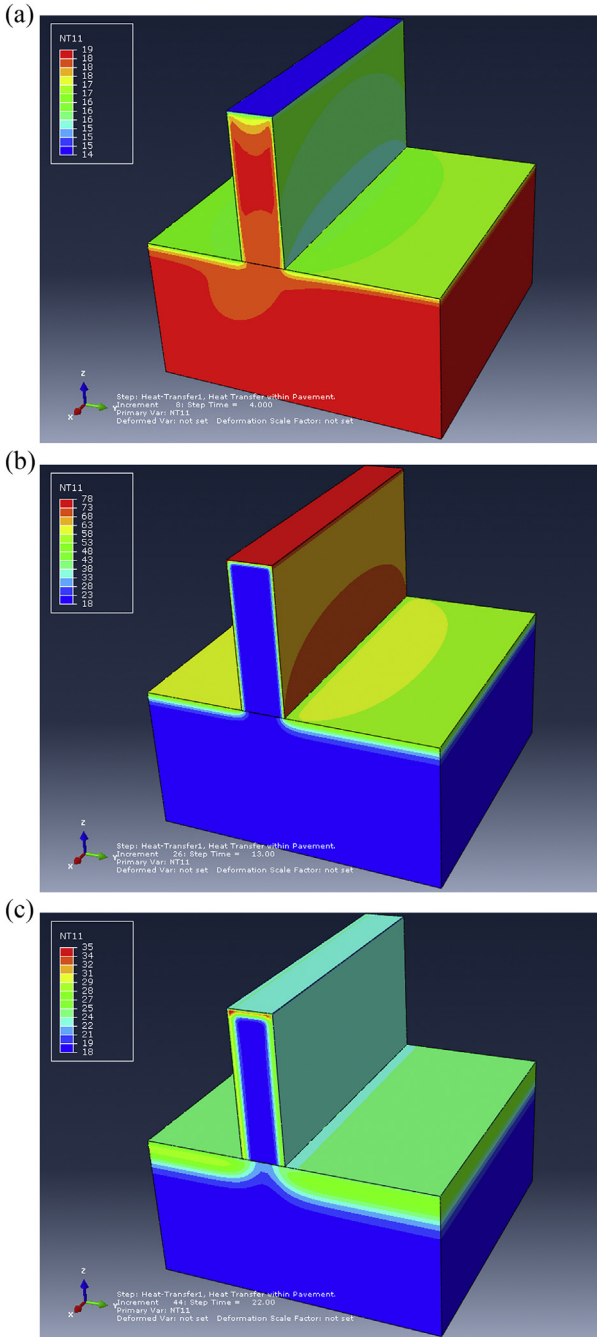 (a)
NT11
19
18
18
17
16
16
15
15
14
Z
Y
X
Step: Heat-Transfer1, Heat Transfer within Pavement.
Increment 8: Step Time = 4.000
Primary Var: NT11
Deformed Var: not set Deformation Scale Factor: not set
(b)
NT11
78
73
68
63
58
53
48
43
38
33
28
23
18
Z
Y
X
Step: Heat-Transfer1, Heat Transfer within Pavement.
Increment 26: Step Time = 13.00
Primary Var: NT11
Deformed Var: not set Deformation Scale Factor: not set
(c)
NT11
35
34
32
31
29
28
27
25
24
22
21
19
18
Z
Y
X
Step: Heat-Transfer1, Heat Transfer within Pavement.
Increment 44: Step Time = 22.00
Primary Var: NT11
Deformed Var: not set Deformation Scale Factor: not set